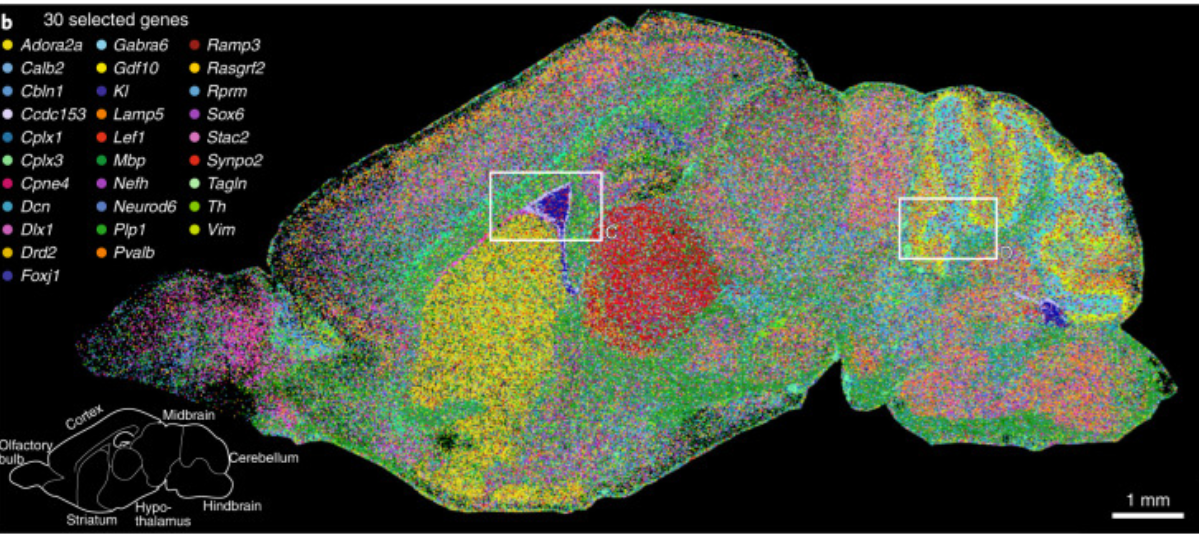 b 30 selected genes
Adora2a Gabra6 Ramp3
Calb2 Gdf10 Rasgrf2
Cbln1 Kl Rprm
Ccdc153 Lamp5 Sox6
Cplx1 Lef1 Stac2
Cplx3 Mbp Synpo2
Cpne4 Nefh Tagln
Dcn Neurod6 Th
Dlx1 Plp1 Vim
Drd2 Pvalb
Foxj1
C
D
Cortex
Midbrain
Olfactory
bulb
Cerebellum
Striatum
Hypo-
thalamus
Hindbrain
1 mm